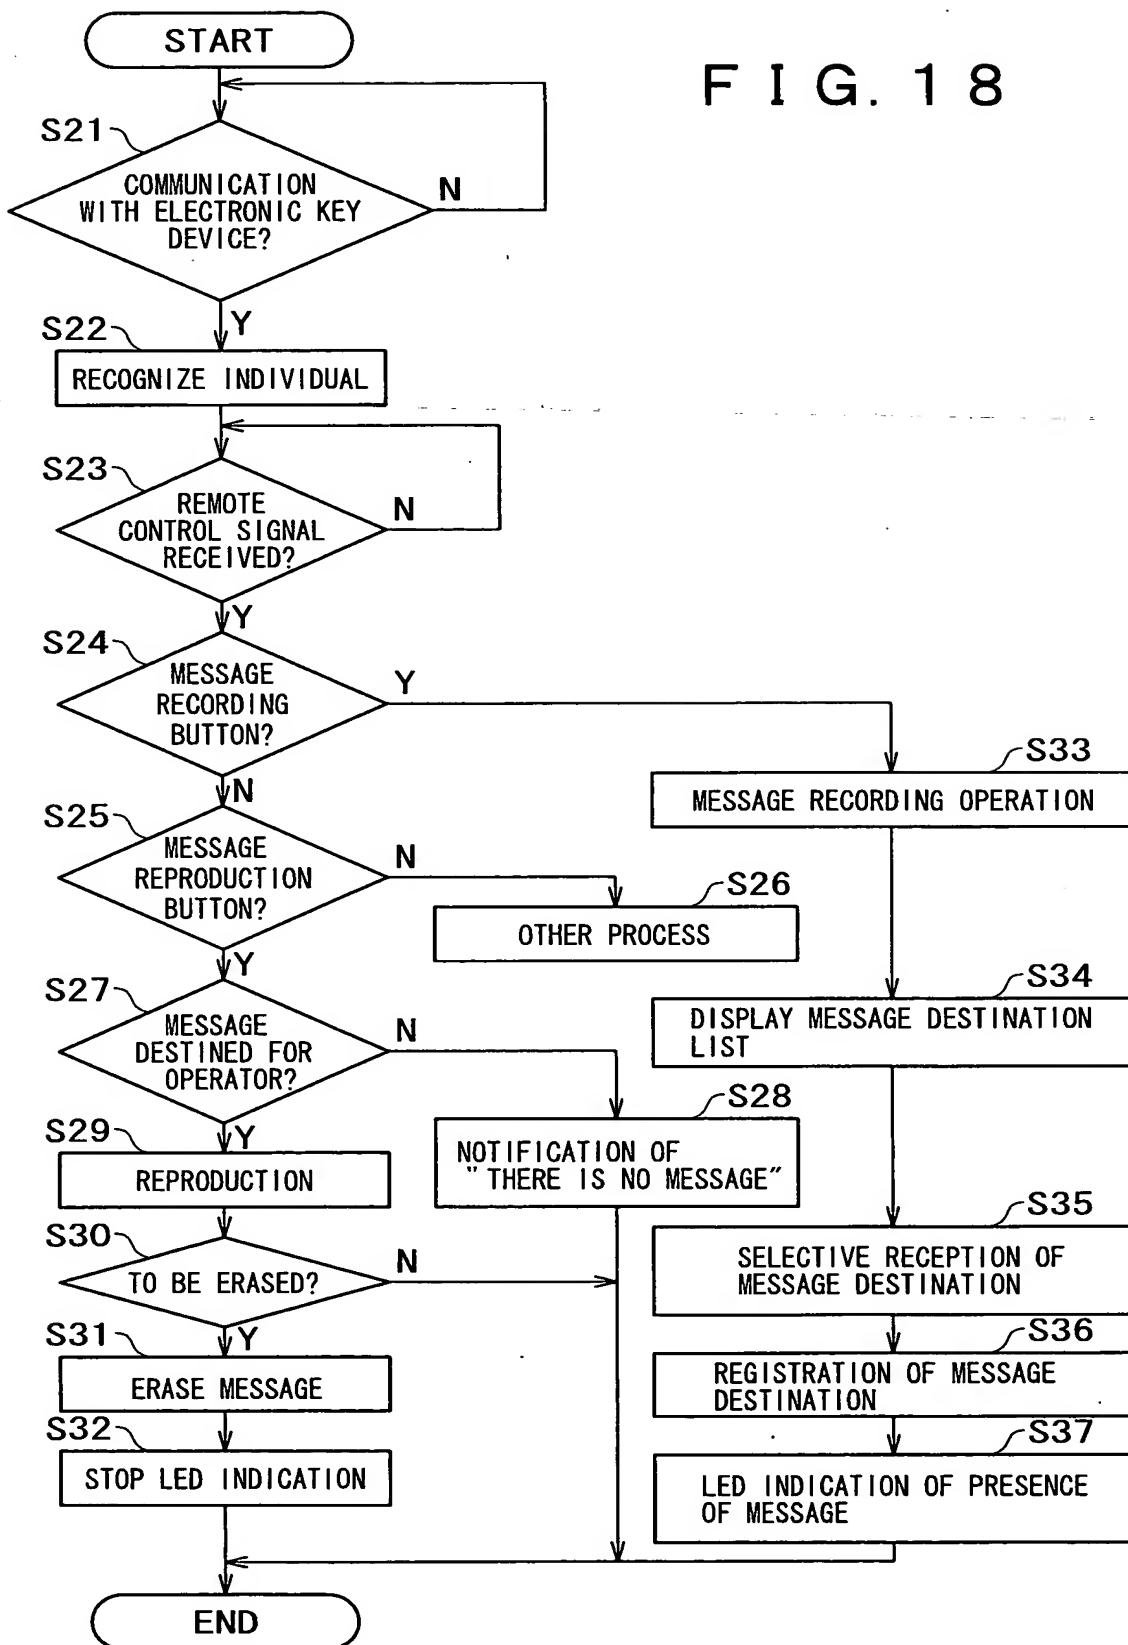 START
FIG. 18
S21
COMMUNICATION
WITH ELECTRONIC KEY
DEVICE?
N
Y
S22
RECOGNIZE INDIVIDUAL
S23
REMOTE
CONTROL SIGNAL
RECEIVED?
N
Y
S24
MESSAGE
RECORDING
BUTTON?
Y
N
S33
MESSAGE RECORDING OPERATION
S25
MESSAGE
REPRODUCTION
BUTTON?
N
Y
S26
OTHER PROCESS
S27
MESSAGE
DESTINED FOR
OPERATOR?
N
Y
S34
DISPLAY MESSAGE DESTINATION
LIST
S28
NOTIFICATION OF
"THERE IS NO MESSAGE"
S29
REPRODUCTION
S30
TO BE ERASED?
N
Y
S35
SELECTIVE RECEPTION OF
MESSAGE DESTINATION
S31
ERASE MESSAGE
S36
REGISTRATION OF MESSAGE
DESTINATION
S32
STOP LED INDICATION
S37
LED INDICATION OF PRESENCE
OF MESSAGE
END